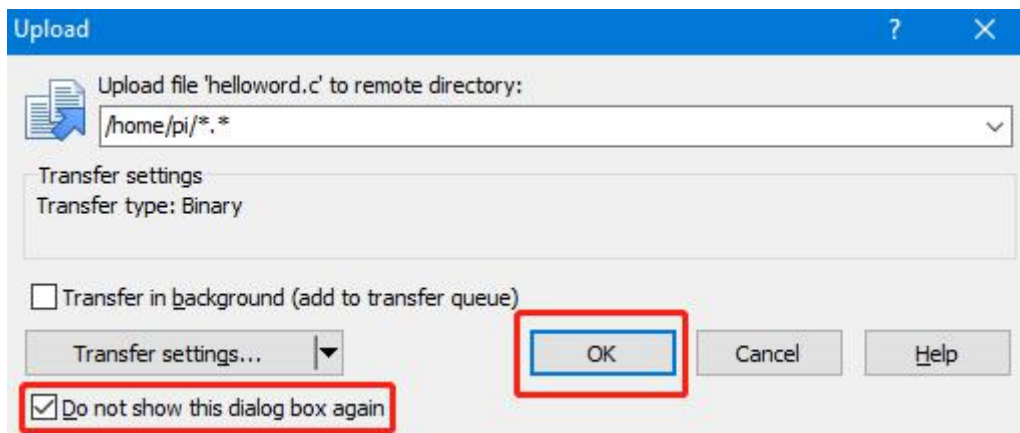 Upload ?
Upload file 'helloword.c' to remote directory:
/home/pi/*.*
Transfer settings
Transfer type: Binary
Transfer in background (add to transfer queue)
Transfer settings... OK Cancel Help
Do not show this dialog box again